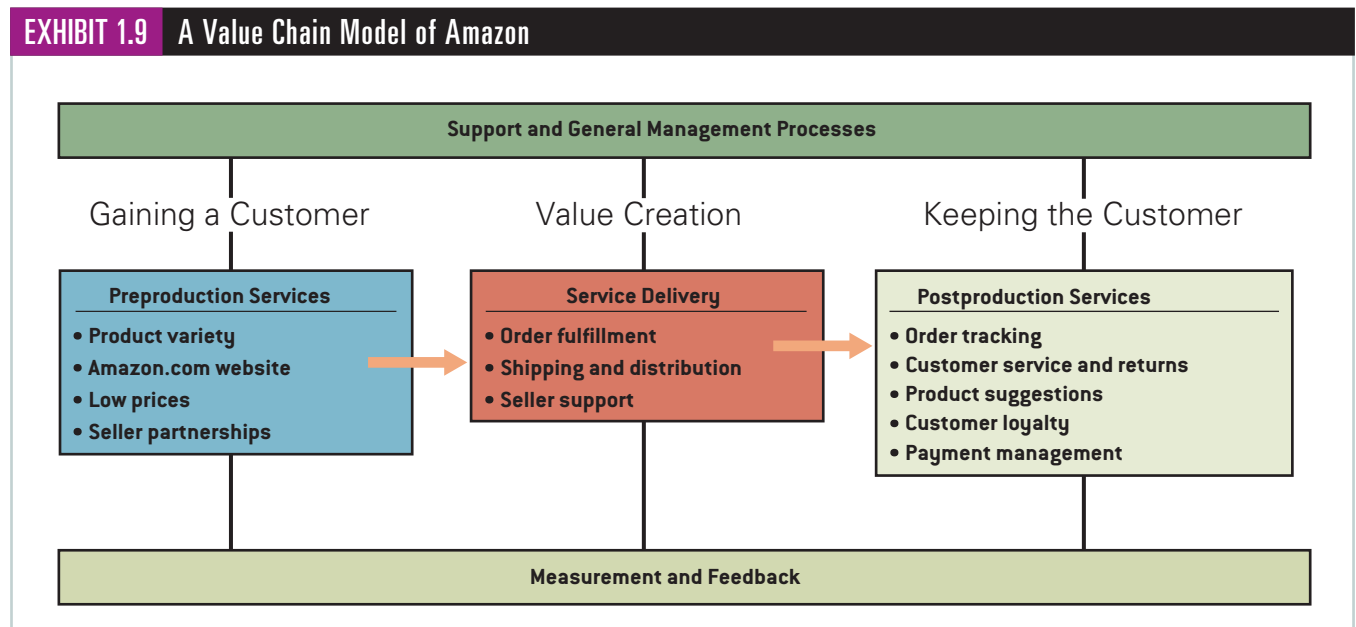 EXHIBIT 1.9 A Value Chain Model of Amazon
Support and General Management Processes
Gaining a Customer
Value Creation
Keeping the Customer
Preproduction Services
• Product variety
• Amazon.com website
• Low prices
• Seller partnerships
Service Delivery
• Order fulfillment
• Shipping and distribution
• Seller support
Postproduction Services
• Order tracking
• Customer service and returns
• Product suggestions
• Customer loyalty
• Payment management
Measurement and Feedback